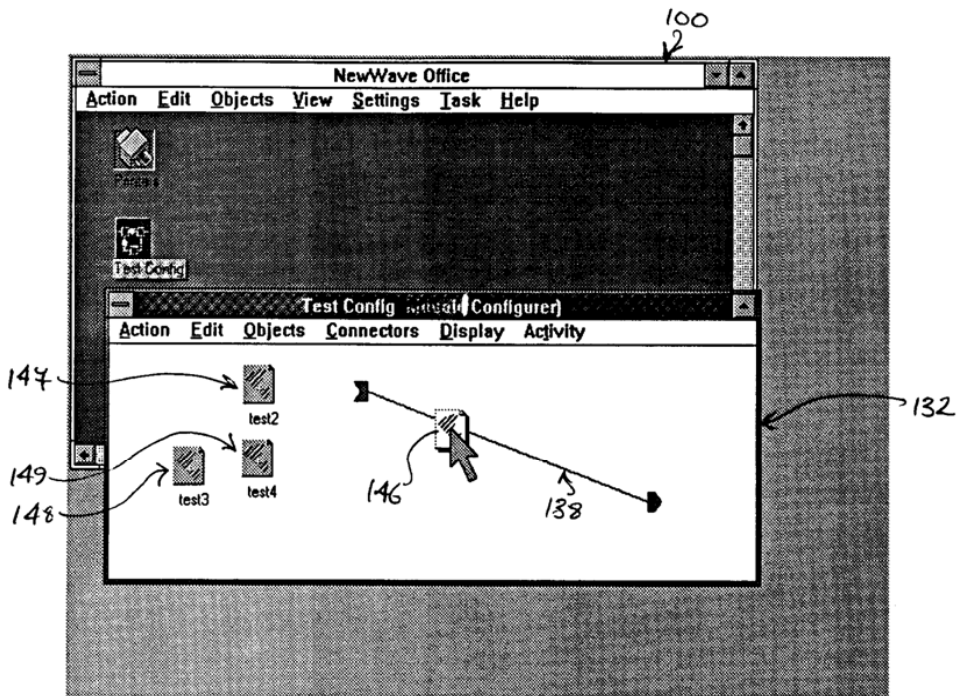 100
NewWave Office
Action Edit Objects View Settings Task Help
Test Config
Test Config Configurer)
Action Edit Objects Connectors Display Activity
147
test2
132
149
148
test3
test4
146
138